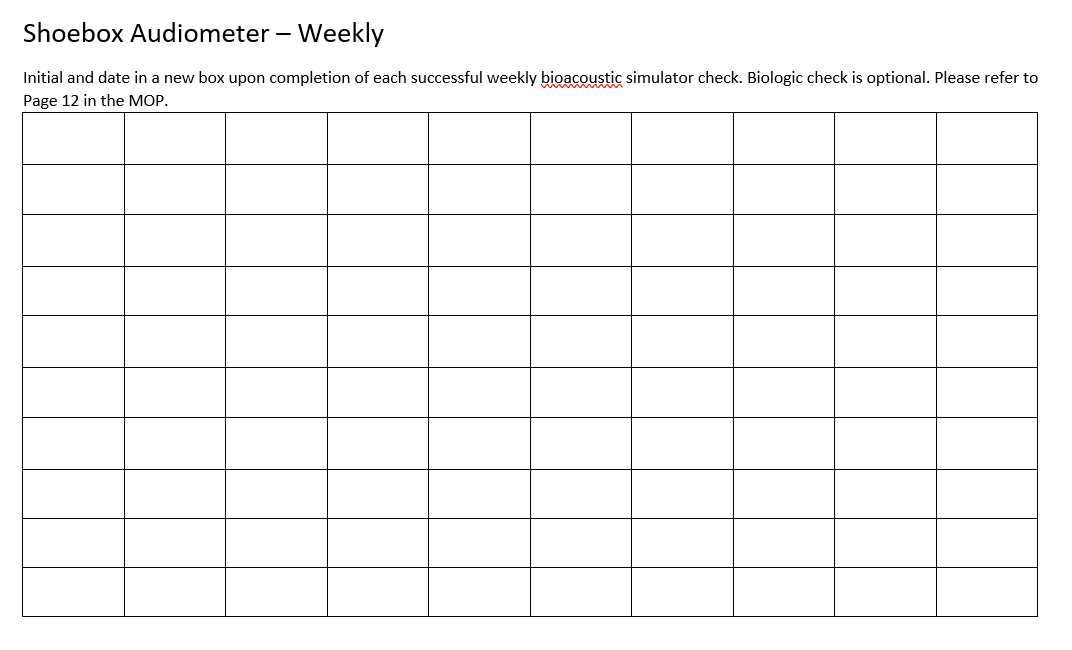 Shoebox Audiometer – Weekly
Initial and date in a new box upon completion of each successful weekly bioacoustic simulator check. Biologic check is optional. Please refer to
Page 12 in the MOP.